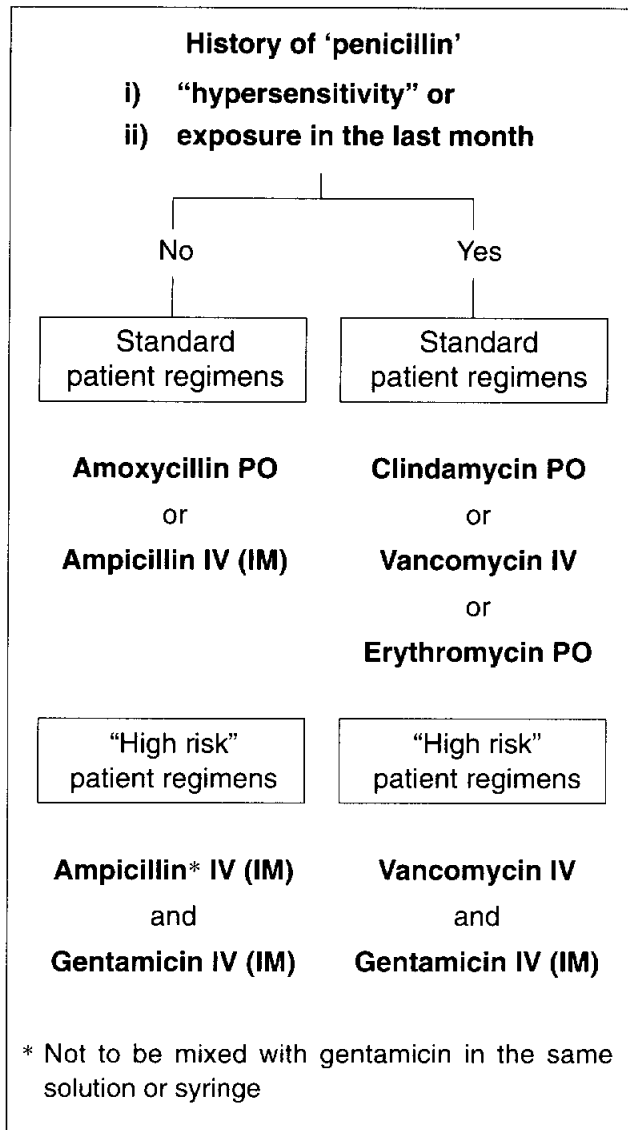 History of ‘penicillin’
i) “hypersensitivity” or
ii) exposure in the last month
No
Yes
Standard
patient regimens
Standard
patient regimens
Amoxycillin PO
or
Ampicillin IV (IM)
Clindamycin PO
or
Vancomycin IV
or
Erythromycin PO
“High risk”
patient regimens
“High risk”
patient regimens
Ampicillin* IV (IM)
and
Gentamicin IV (IM)
Vancomycin IV
and
Gentamicin IV (IM)
* Not to be mixed with gentamicin in the same
solution or syringe